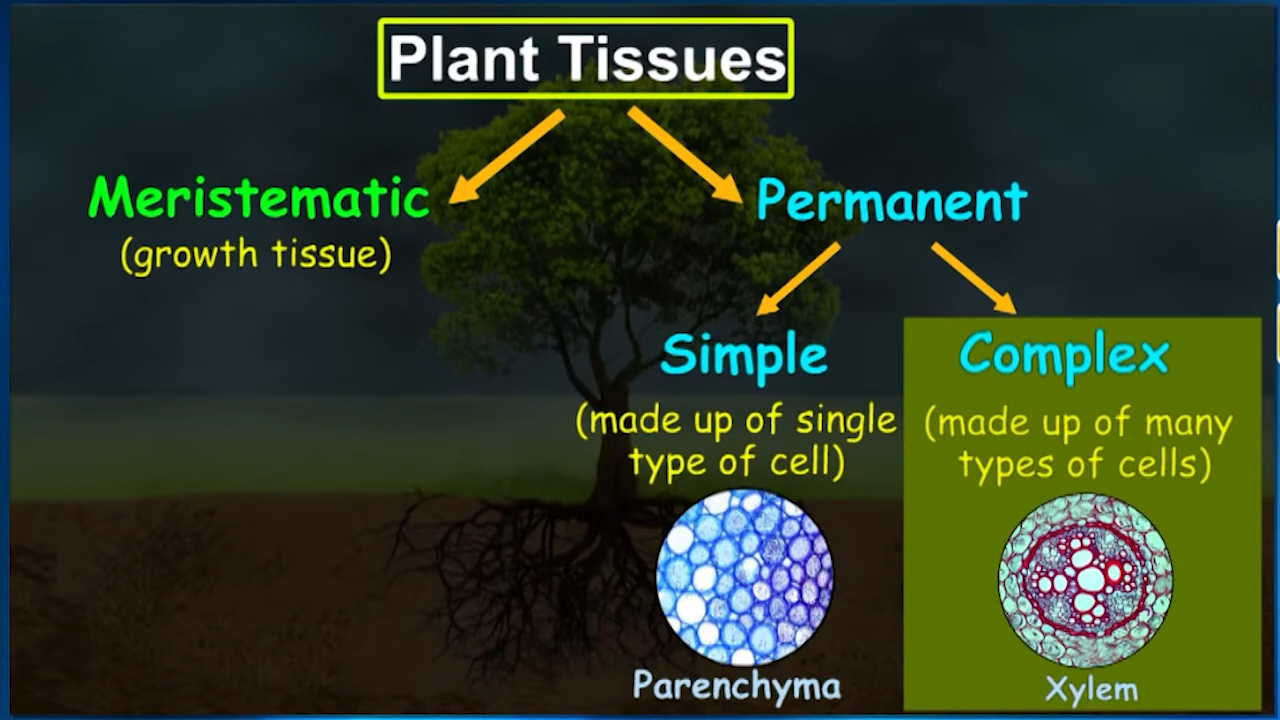 Plant Tissues
Meristematic
(growth tissue)
Permanent
Simple
(made up of single
type of cell)
Parenchyma
Complex
(made up of many
types of cells)
Xylem